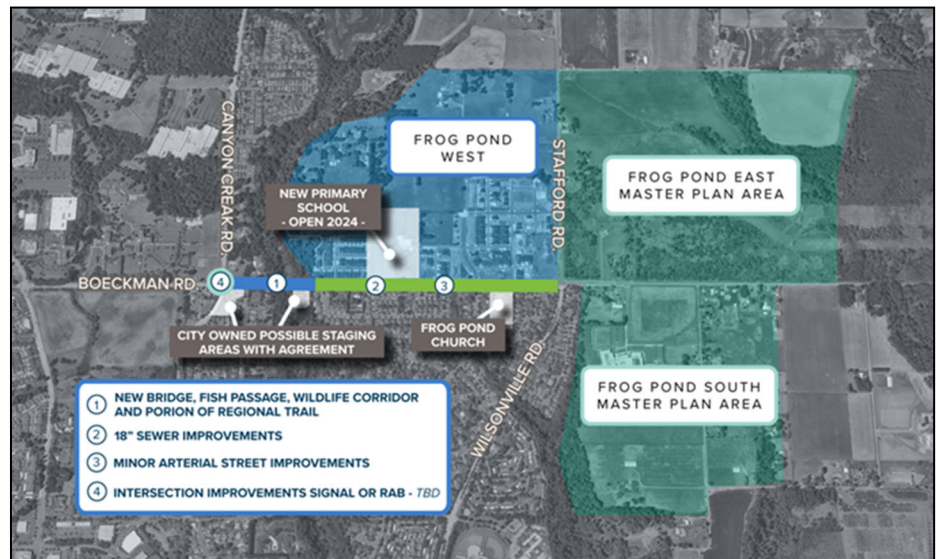 FROG POND
WEST
CANYON CREAK RD.
STAFFORD RD.
FROG POND EAST
MASTER PLAN AREA
NEW PRIMARY
SCHOOL
- OPEN 2024 -
BOECKMAN RD.
4
1
2
3
CITY OWNED POSSIBLE STAGING
AREAS WITH AGREEMENT
FROG POND
CHURCH
WILSONVILLE RD.
FROG POND SOUTH
MASTER PLAN AREA
1 NEW BRIDGE, FISH PASSAGE, WILDLIFE CORRIDOR
AND PORION OF REGIONAL TRAIL
2 18" SEWER IMPROVEMENTS
3 MINOR ARTERIAL STREET IMPROVEMENTS
4 INTERSECTION IMPROVEMENTS SIGNAL OR RAB - TBD